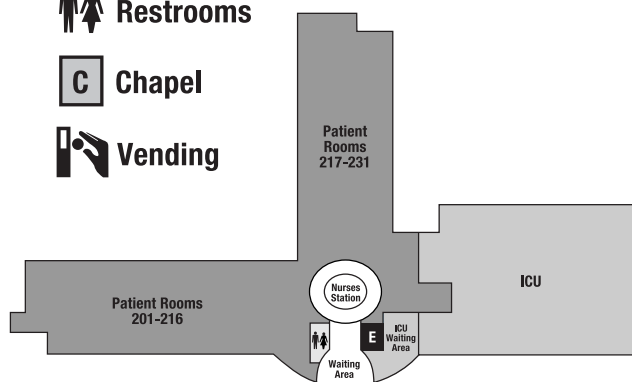 Restrooms
C
Chapel
Vending
Patient
Rooms
217-231
ICU
Nurses
Station
Patient Rooms
201-216
E
ICU
Waiting
Area
Waiting
Area